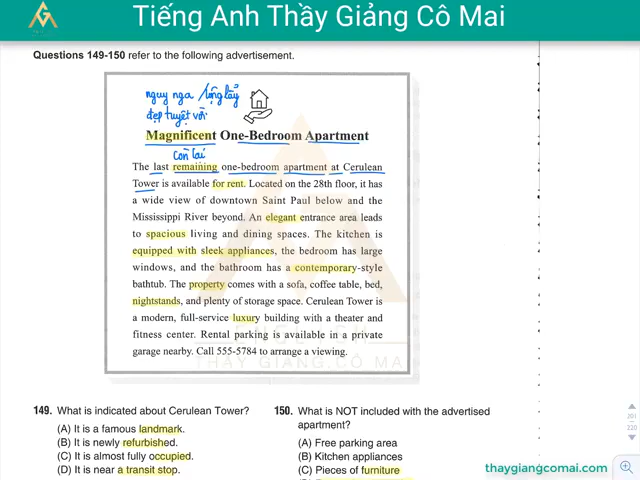 Tiếng Anh Thầy Giảng Cô Mai
Questions 149-150 refer to the following advertisement.
nguy nga / lộng lẫy
đẹp tuyệt vời
Magnificent One-Bedroom Apartment
còn lại
The last remaining one-bedroom apartment at Cerulean
Tower is available for rent. Located on the 28th floor, it has
a wide view of downtown Saint Paul below and the
Mississippi River beyond. An elegant entrance area leads
to spacious living and dining spaces. The kitchen is
equipped with sleek appliances, the bedroom has large
windows, and the bathroom has a contemporary-style
bathtub. The property comes with a sofa, coffee table, bed,
nightstands, and plenty of storage space. Cerulean Tower is
a modern, full-service luxury building with a theater and
fitness center. Rental parking is available in a private
garage nearby. Call 555-5784 to arrange a viewing.
THẦY GIẢNG.CÔ MAI
149. What is indicated about Cerulean Tower?
(A) It is a famous landmark.
(B) It is newly refurbished.
(C) It is almost fully occupied.
(D) It is near a transit stop.
150. What is NOT included with the advertised
apartment?
(A) Free parking area
(B) Kitchen appliances
(C) Pieces of furniture
201
220
thaygiangcomai.com